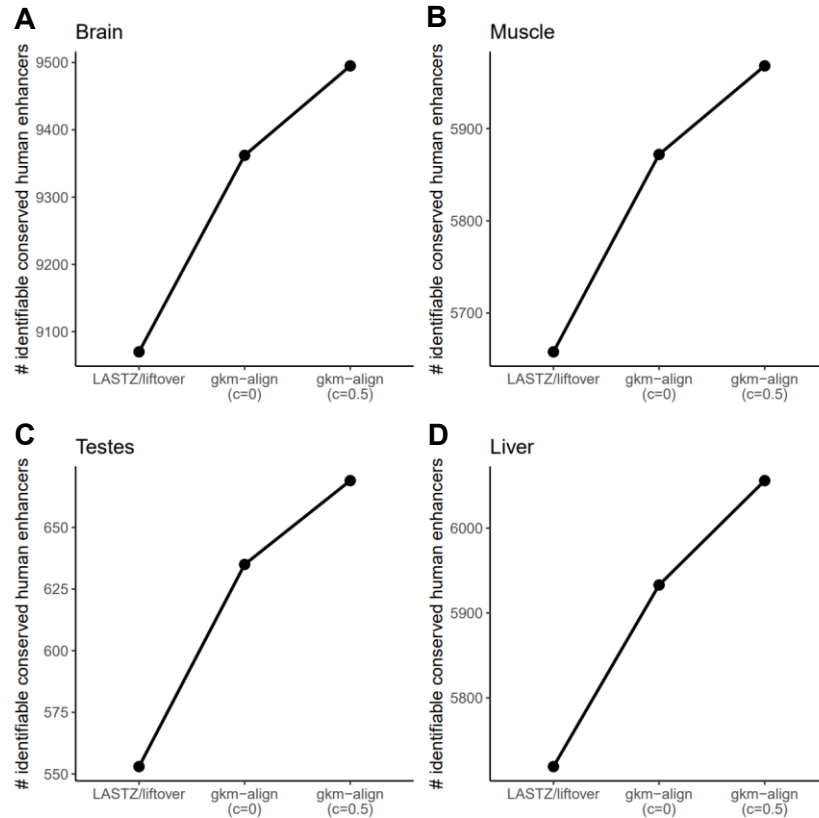 A
Brain
# identifiable conserved human enhancers
9500
9400
9300
9200
9100
LASTZ/liftover
gkm−align
(c=0)
gkm−align
(c=0.5)
B
Muscle
# identifiable conserved human enhancers
5900
5800
5700
LASTZ/liftover
gkm−align
(c=0)
gkm−align
(c=0.5)
C
Testes
# identifiable conserved human enhancers
650
625
600
575
550
LASTZ/liftover
gkm−align
(c=0)
gkm−align
(c=0.5)
D
Liver
# identifiable conserved human enhancers
6000
5900
5800
LASTZ/liftover
gkm−align
(c=0)
gkm−align
(c=0.5)